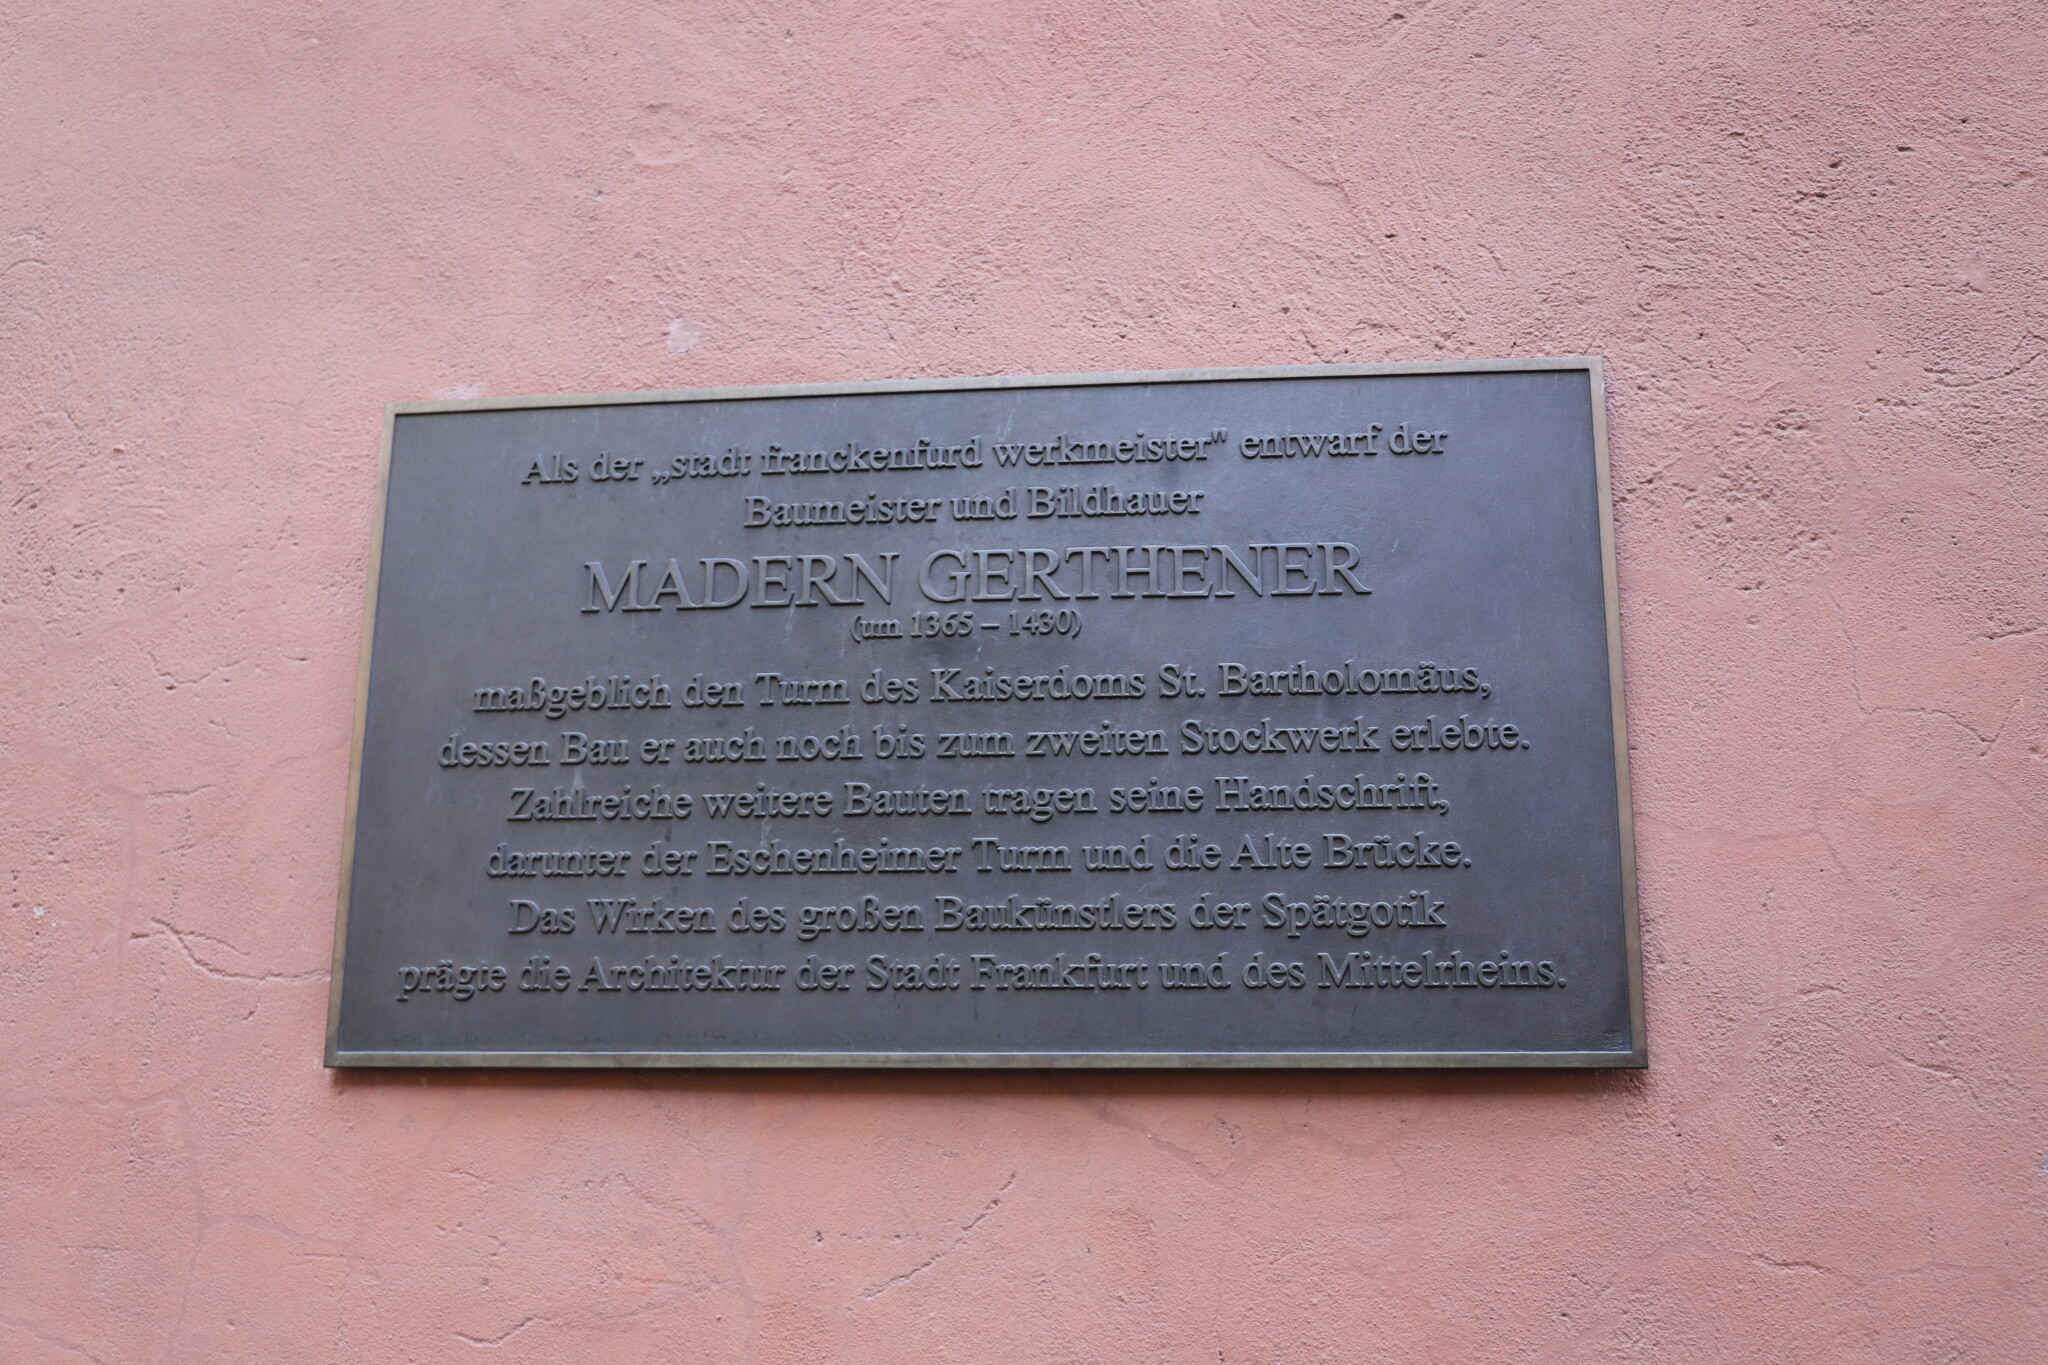 Als der „stadt franckenfurd werkmeister" entwarf der
Baumeister und Bildhauer
MADERN GERTHENER
(um 1365 – 1430)
maßgeblich den Turm des Kaiserdoms St. Bartholomäus,
dessen Bau er auch noch bis zum zweiten Stockwerk erlebte.
Zahlreiche weitere Bauten tragen seine Handschrift,
darunter der Eschenheimer Turm und die Alte Brücke.
Das Wirken des großen Baukünstlers der Spätgotik
prägte die Architektur der Stadt Frankfurt und des Mittelrheins.